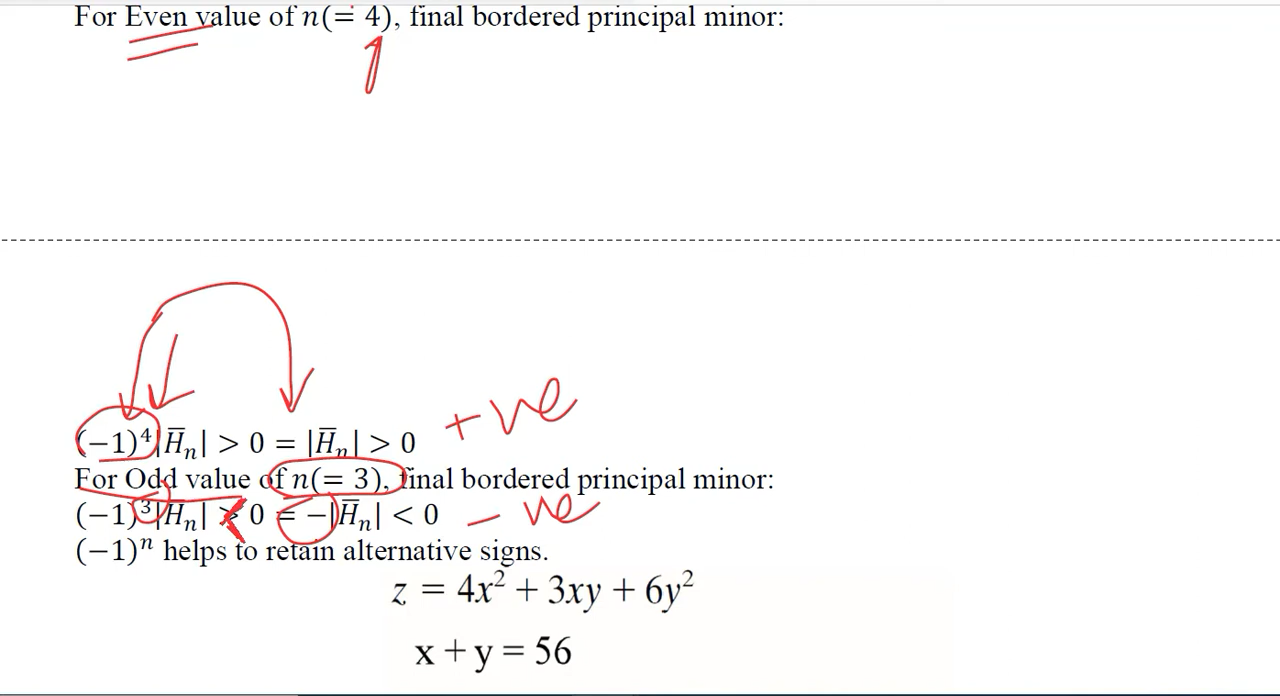 For Even value of n(= 4), final bordered principal minor:
(−1)⁴|H̅ₙ| > 0 = |H̅ₙ| > 0 +ve
For Odd value of n(= 3), final bordered principal minor:
(−1)³|H̅ₙ| < 0 = −|H̅ₙ| < 0 − ve
(−1)ⁿ helps to retain alternative signs.
z = 4x² + 3xy + 6y²
x + y = 56